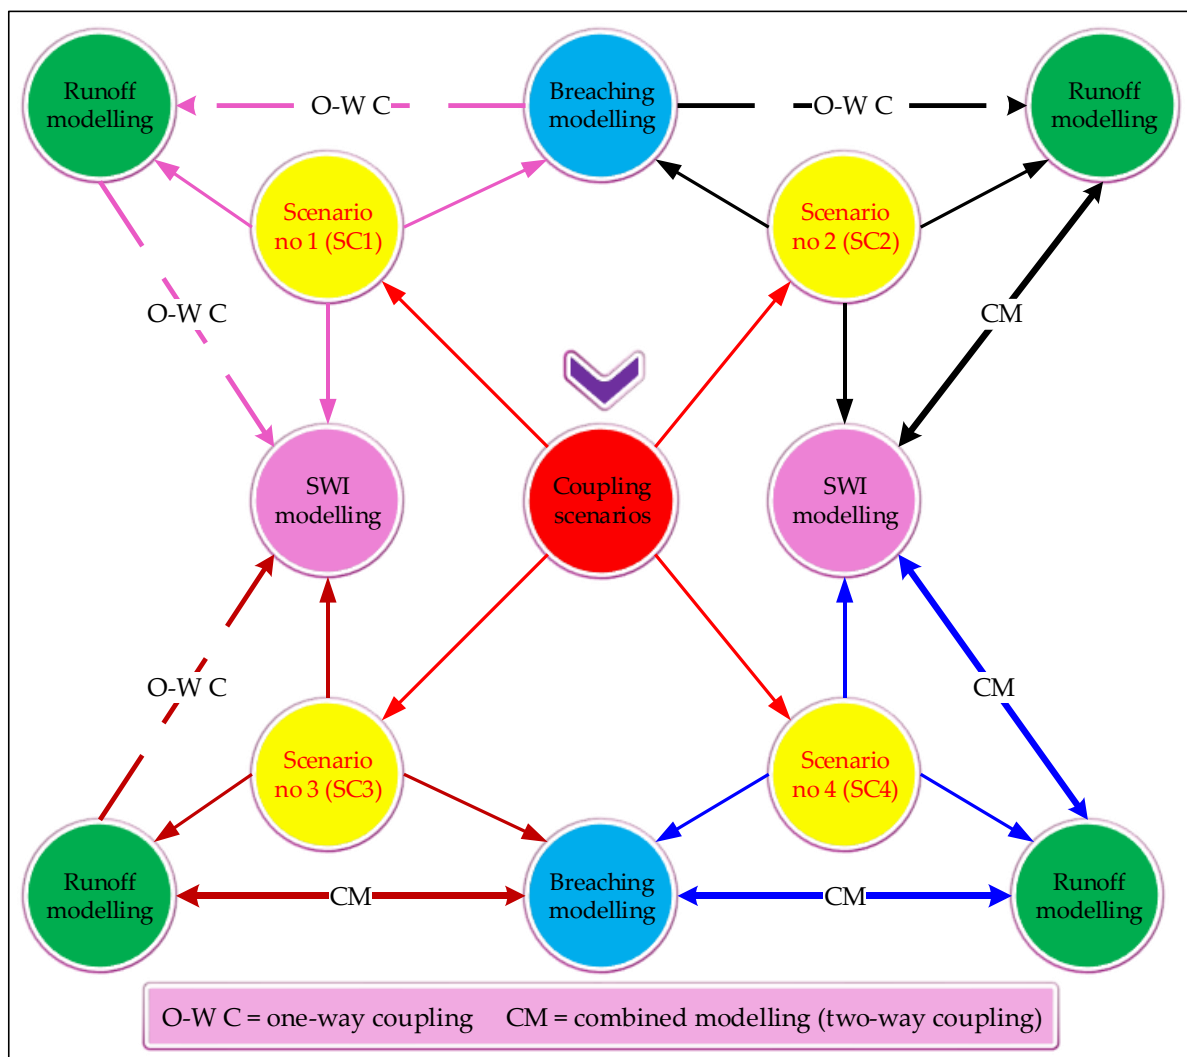 Runoff
modelling
O-W C
Breaching
modelling
O-W C
Runoff
modelling
Scenario
no 1 (SC1)
Scenario
no 2 (SC2)
O-W C
CM
SWI
modelling
Coupling
scenarios
SWI
modelling
O-W C
CM
Scenario
no 3 (SC3)
Scenario
no 4 (SC4)
Runoff
modelling
CM
Breaching
modelling
CM
Runoff
modelling
O-W C = one-way coupling CM = combined modelling (two-way coupling)